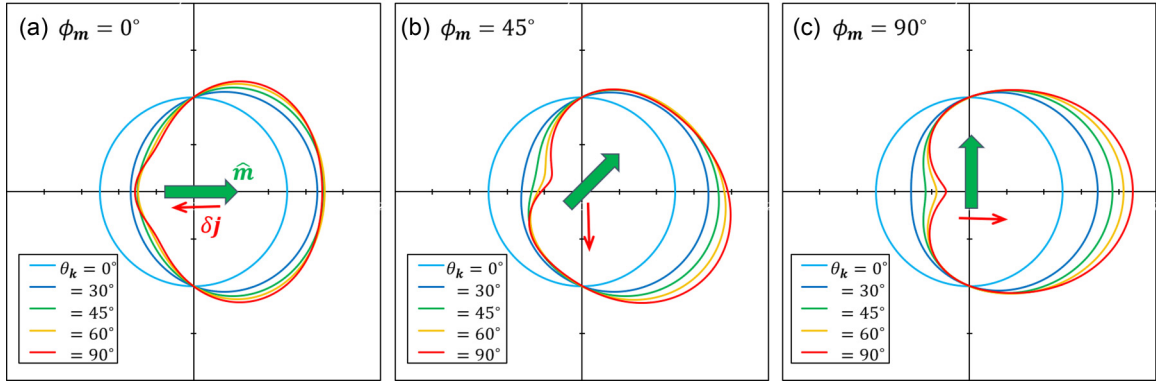 (a) ϕₘ = 0°
m̂
δj
θₖ = 0°
= 30°
= 45°
= 60°
= 90°
(b) ϕₘ = 45°
θₖ = 0°
= 30°
= 45°
= 60°
= 90°
(c) ϕₘ = 90°
θₖ = 0°
= 30°
= 45°
= 60°
= 90°